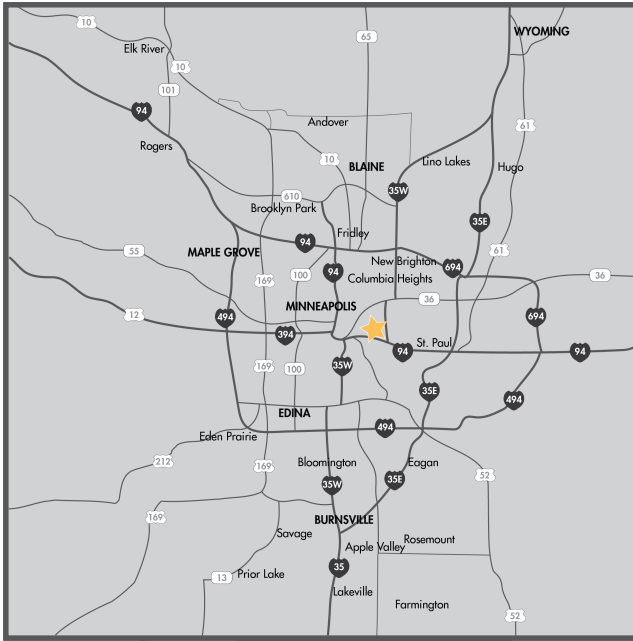 10
65
WYOMING
Elk River
10
101
94
Andover
61
Rogers
10
BLAINE
Lino Lakes
Hugo
35W
610
Brooklyn Park
35E
Fridley
94
MAPLE GROVE
55
61
New Brighton
694
94
100
Columbia Heights
36
169
36
MINNEAPOLIS
12
494
394
694
St. Paul
94
94
35W
169
100
35E
494
EDINA
494
Eden Prairie
212
169
Bloomington
Eagan
52
35W
35E
169
BURNSVILLE
Savage
Apple Valley
Rosemount
35
13
Prior Lake
Lakeville
Farmington
52